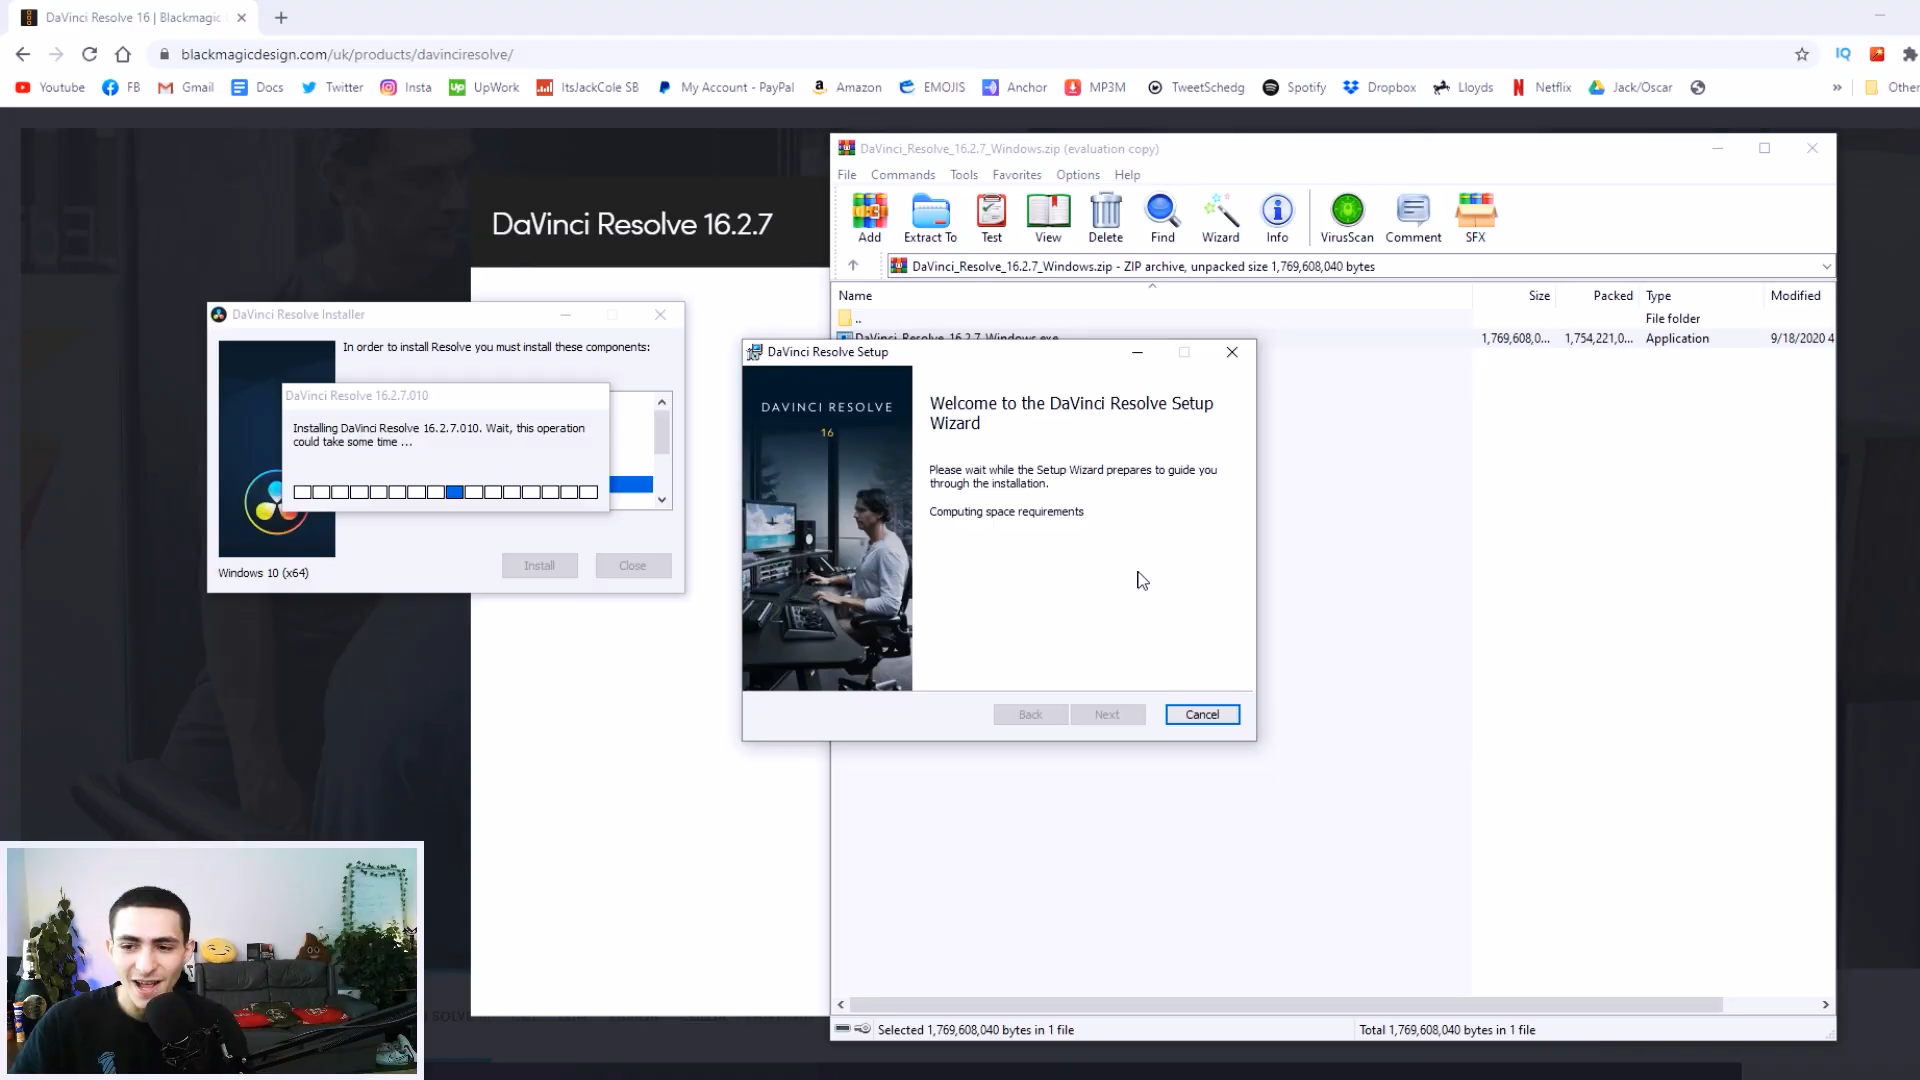 DaVinci Resolve 16 | Blackmagic
blackmagicdesign.com/uk/products/davinciresolve/
IQ
Youtube
FB
Gmail
Docs
Twitter
Insta
UpWork
ItsJackCole SB
My Account - PayPal
Amazon
EMOJIS
Anchor
MP3M
TweetSchedg
Spotify
Dropbox
Lloyds
Netflix
Jack/Oscar
»
Other
DaVinci Resolve 16.2.7
DaVinci_Resolve_16.2.7_Windows.zip (evaluation copy)
File
Commands
Tools
Favorites
Options
Help
Add
Extract To
Test
View
Delete
Find
Wizard
Info
VirusScan
Comment
SFX
DaVinci_Resolve_16.2.7_Windows.zip - ZIP archive, unpacked size 1,769,608,040 bytes
Name
Size
Packed
Type
Modified
..
File folder
DaVinci_Resolve_16.2.7_Windows.exe
1,769,608,0...
1,754,221,0...
Application
9/18/2020 4
DaVinci Resolve Installer
In order to install Resolve you must install these components:
DaVinci Resolve 16.2.7.010
Installing DaVinci Resolve 16.2.7.010. Wait, this operation
could take some time ...
Install
Close
Windows 10 (x64)
DaVinci Resolve Setup
DAVINCI RESOLVE
16
Welcome to the DaVinci Resolve Setup
Wizard
Please wait while the Setup Wizard prepares to guide you
through the installation.
Computing space requirements
Back
Next
Cancel
Selected 1,769,608,040 bytes in 1 file
Total 1,769,608,040 bytes in 1 file